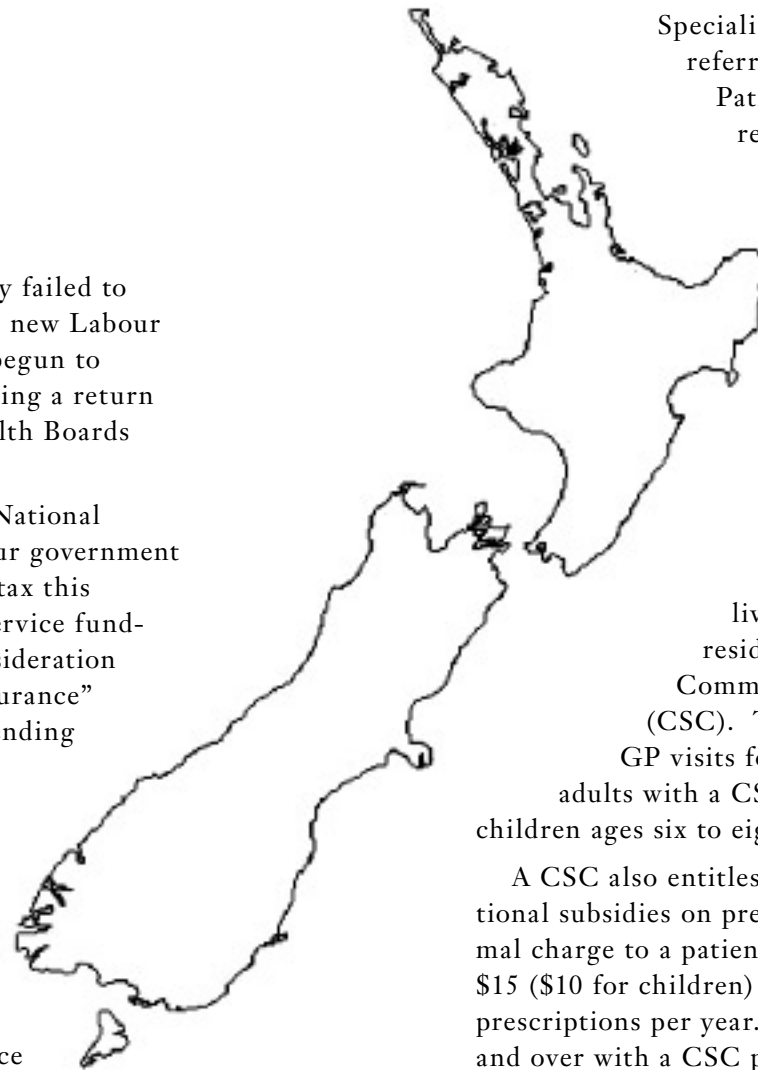 y failed to
new Labour
egun to
ing a return
lth Boards
National
ur government
tax this
ervice fund-
sideration
urance”
ending
ce
Speciali
referr
Pat
re
liv
resid
Comm
(CSC). T
GP visits fo
adults with a CS
children ages six to eig
A CSC also entitles
tional subsidies on pre
mal charge to a patien
$15 ($10 for children)
prescriptions per year.
and over with a CSC p